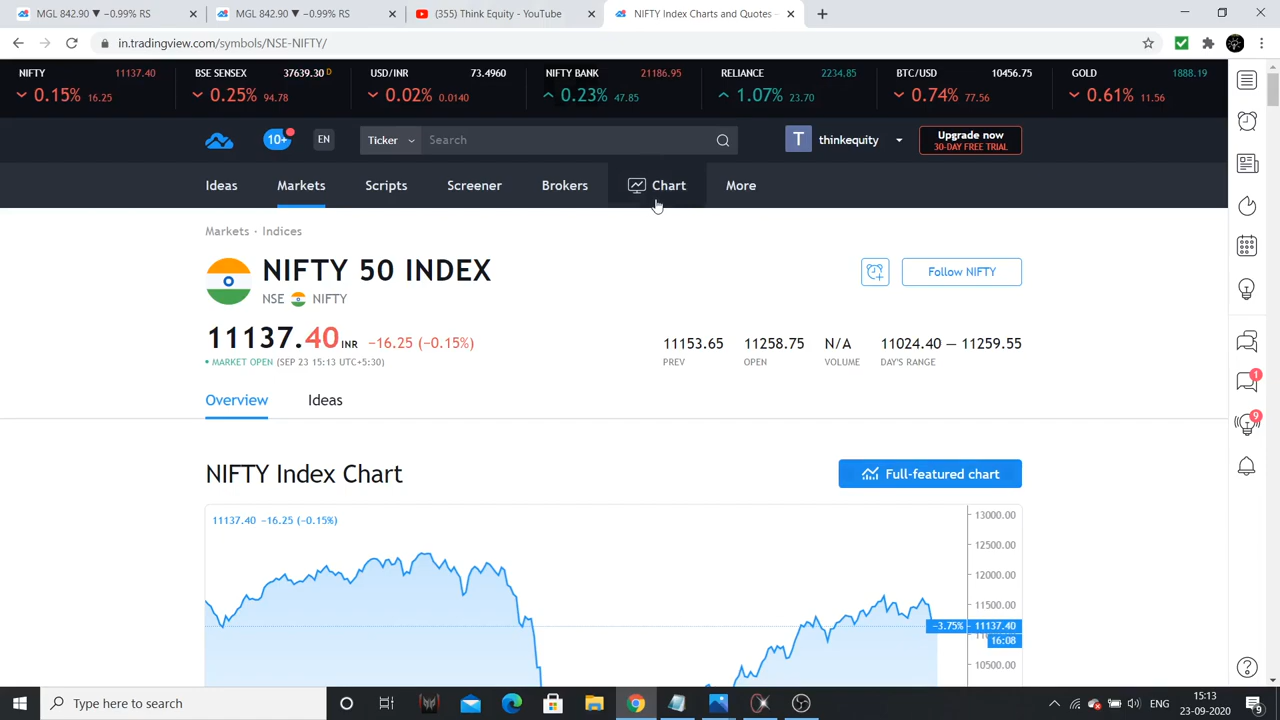 MGL 842.90 ▼ −0.99% RS
MGL 842.90 ▼ −0.99% RS
(353) Think Equity - YouTube
NIFTY Index Charts and Quotes -
in.tradingview.com/symbols/NSE-NIFTY/
NIFTY 11137.40
0.15% 16.25
BSE SENSEX 37639.30 D
0.25% 94.78
USD/INR 73.4960
0.02% 0.0140
NIFTY BANK 21186.95
0.23% 47.85
RELIANCE 2234.85
1.07% 23.70
BTC/USD 10456.75
0.74% 77.56
GOLD 1888.19
0.61% 11.56
10+ EN Ticker Search T thinkequity
Upgrade now
30-DAY FREE TRIAL
Ideas Markets Scripts Screener Brokers Chart More
Markets · Indices
NIFTY 50 INDEX
NSE NIFTY
Follow NIFTY
11137.40 INR −16.25 (−0.15%)
• MARKET OPEN (SEP 23 15:13 UTC+5:30)
11153.65 11258.75 N/A 11024.40 — 11259.55
PREV OPEN VOLUME DAY'S RANGE
Overview Ideas
NIFTY Index Chart
Full-featured chart
11137.40 −16.25 (−0.15%)
13000.00
12500.00
12000.00
11500.00
−3.75% 11137.40
16:08
10500.00
1
9
Type here to search
ENG
15:13
23-09-2020
9